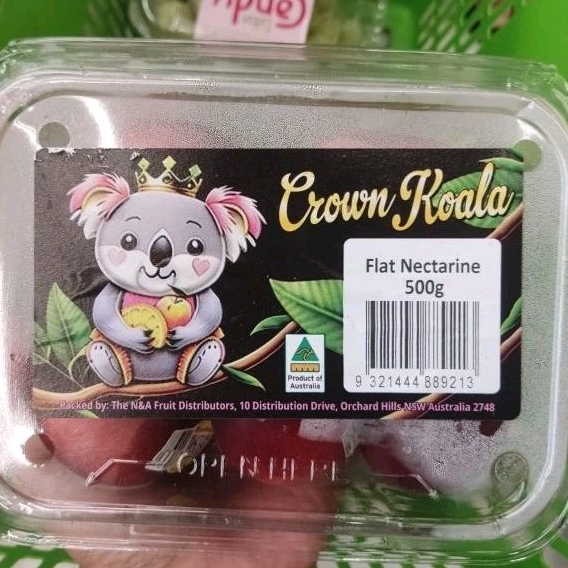 Candy
Crown Koala
Flat Nectarine
500g
9 321444 889213
Product of
Australia
Packed by: The N&A Fruit Distributors, 10 Distribution Drive, Orchard Hills,NSW Australia 2748
OPEN HERE